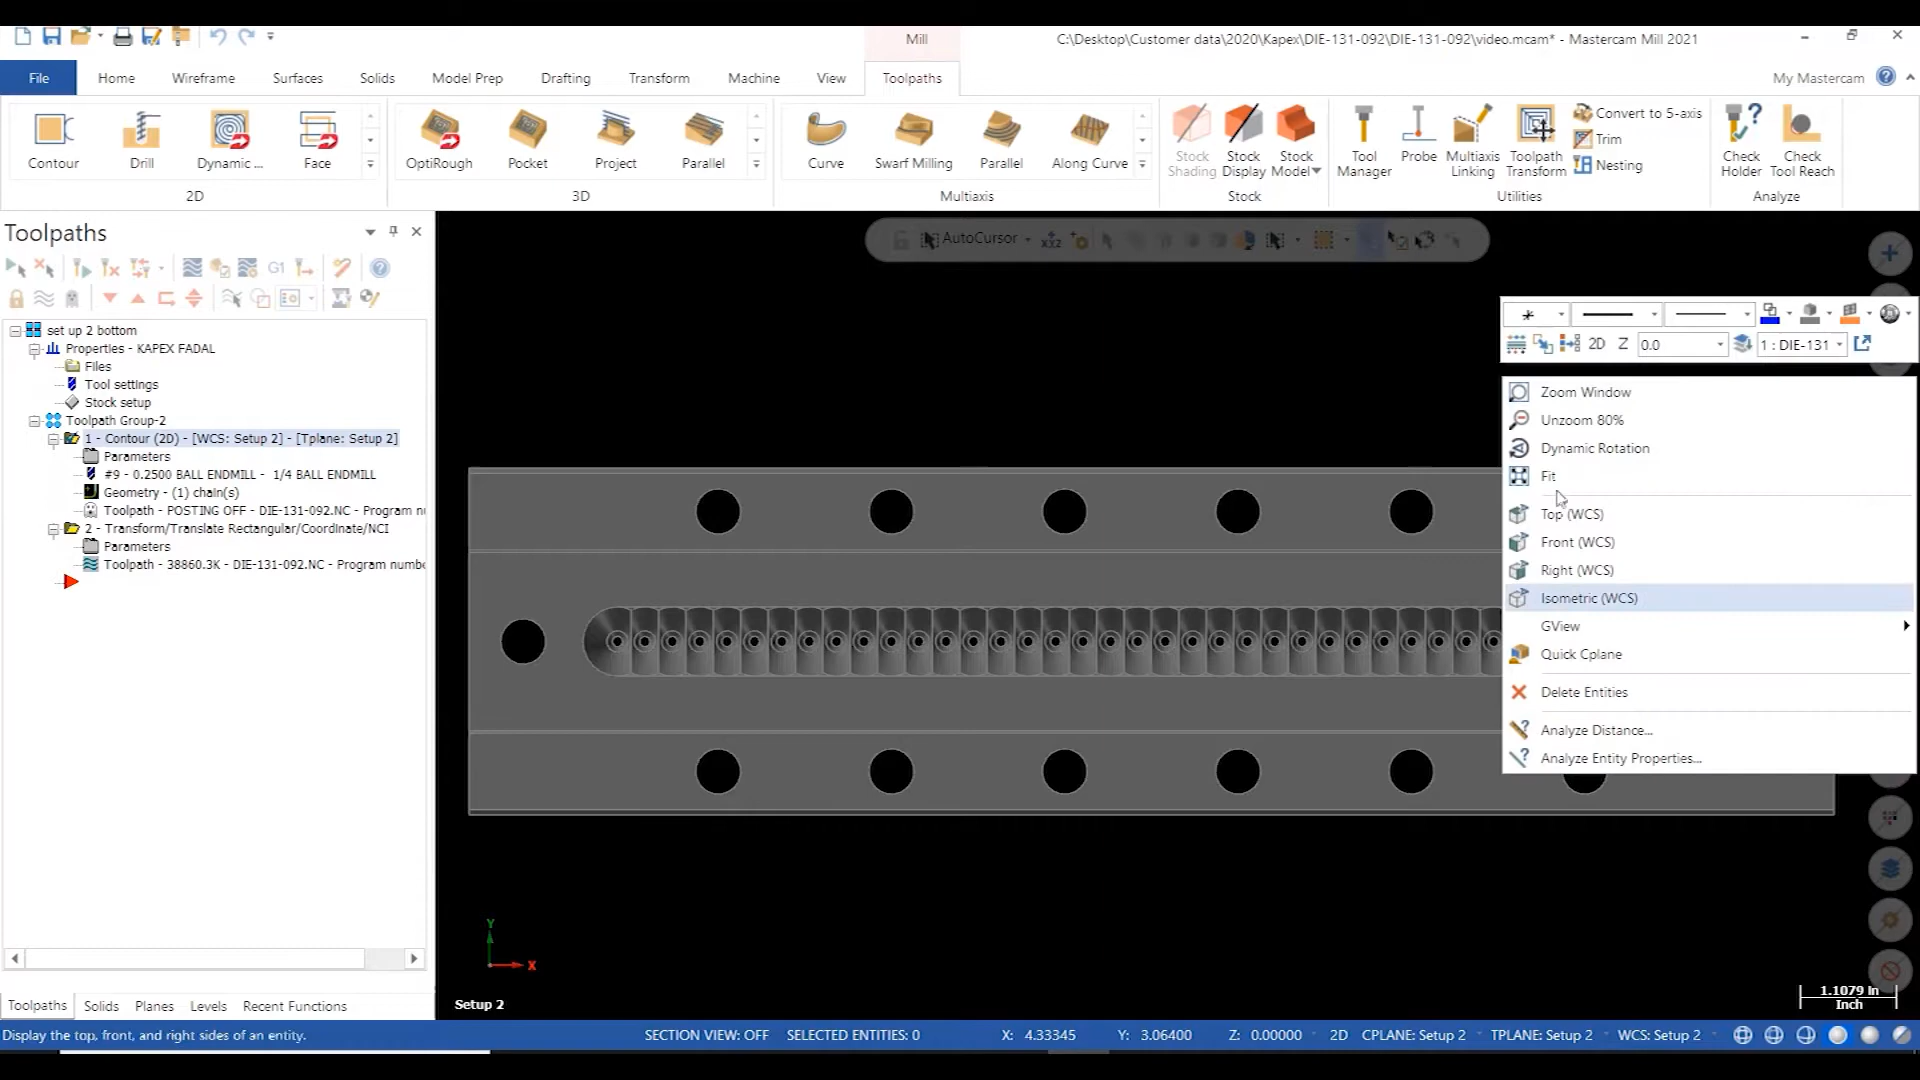 Mill
C:\Desktop\Customer data\2020\Kapex\DIE-131-092\DIE-131-092\video.mcam* - Mastercam Mill 2021
File Home Wireframe Surfaces Solids Model Prep Drafting Transform Machine View Toolpaths My Mastercam
Contour Drill Dynamic ... Face OptiRough Pocket Project Parallel Curve Swarf Milling Parallel Along Curve Stock Shading Stock Display Stock Model Tool Manager Probe Multiaxis Linking Toolpath Transform Convert to 5-axis Trim Nesting Check Holder Check Tool Reach
2D 3D Multiaxis Stock Utilities Analyze
Toolpaths
G1
AutoCursor
XYZ
set up 2 bottom
Properties - KAPEX FADAL
Files
Tool settings
Stock setup
Toolpath Group-2
1 - Contour (2D) - [WCS: Setup 2] - [Tplane: Setup 2]
Parameters
#9 - 0.2500 BALL ENDMILL - 1/4 BALL ENDMILL
Geometry - (1) chain(s)
Toolpath - POSTING OFF - DIE-131-092.NC - Program nu
2 - Transform/Translate Rectangular/Coordinate/NCI
Parameters
Toolpath - 38860.3K - DIE-131-092.NC - Program numbe
2D Z 0.0 1 : DIE-131
Zoom Window
Unzoom 80%
Dynamic Rotation
Fit
Top (WCS)
Front (WCS)
Right (WCS)
Isometric (WCS)
GView
Quick Cplane
Delete Entities
Analyze Distance...
Analyze Entity Properties...
Y
X
Setup 2
1.1079 in
Inch
Toolpaths Solids Planes Levels Recent Functions
Display the top, front, and right sides of an entity. SECTION VIEW: OFF SELECTED ENTITIES: 0 X: 4.33345 Y: 3.06400 Z: 0.00000 2D CPLANE: Setup 2 TPLANE: Setup 2 WCS: Setup 2